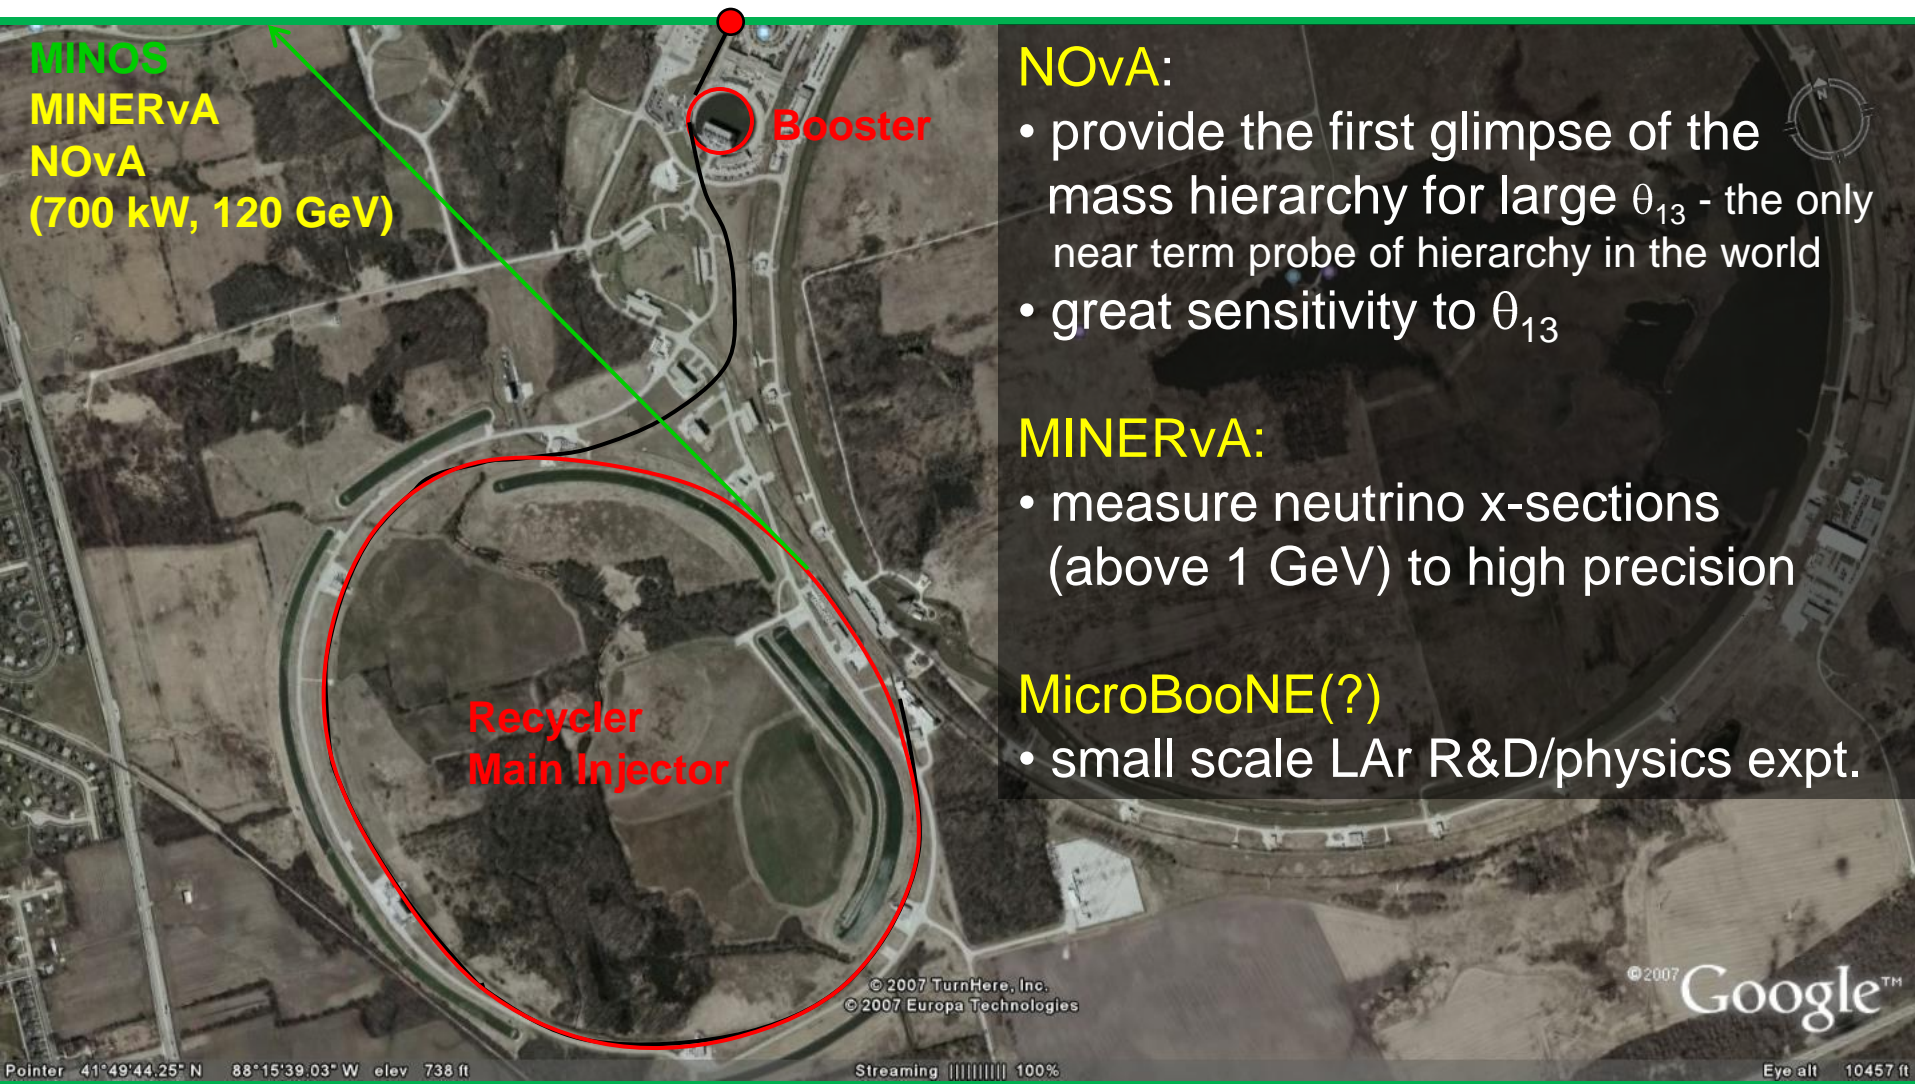 MINOS
MINERvA
NOvA
(700 kW, 120 GeV)
Booster
Recycler
Main Injector
NOvA:
• provide the first glimpse of the
mass hierarchy for large θ13 - the only
near term probe of hierarchy in the world
• great sensitivity to θ13
MINERvA:
• measure neutrino x-sections
(above 1 GeV) to high precision
MicroBooNE(?)
• small scale LAr R&D/physics expt.
N
© 2007 TurnHere, Inc.
© 2007 Europa Technologies
©2007 Google™
Pointer 41°49'44.25" N 88°15'39.03" W elev 738 ft
Streaming |||||||||| 100%
Eye alt 10457 ft